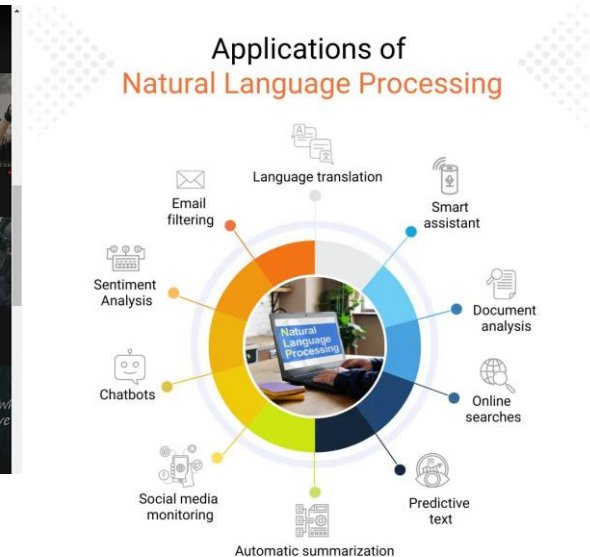 Applications of
Natural Language Processing
Language translation
Smart
assistant
Document
analysis
Online
searches
Predictive
text
Automatic summarization
Social media
monitoring
Chatbots
Sentiment
Analysis
Email
filtering
Natural
Language
Processing